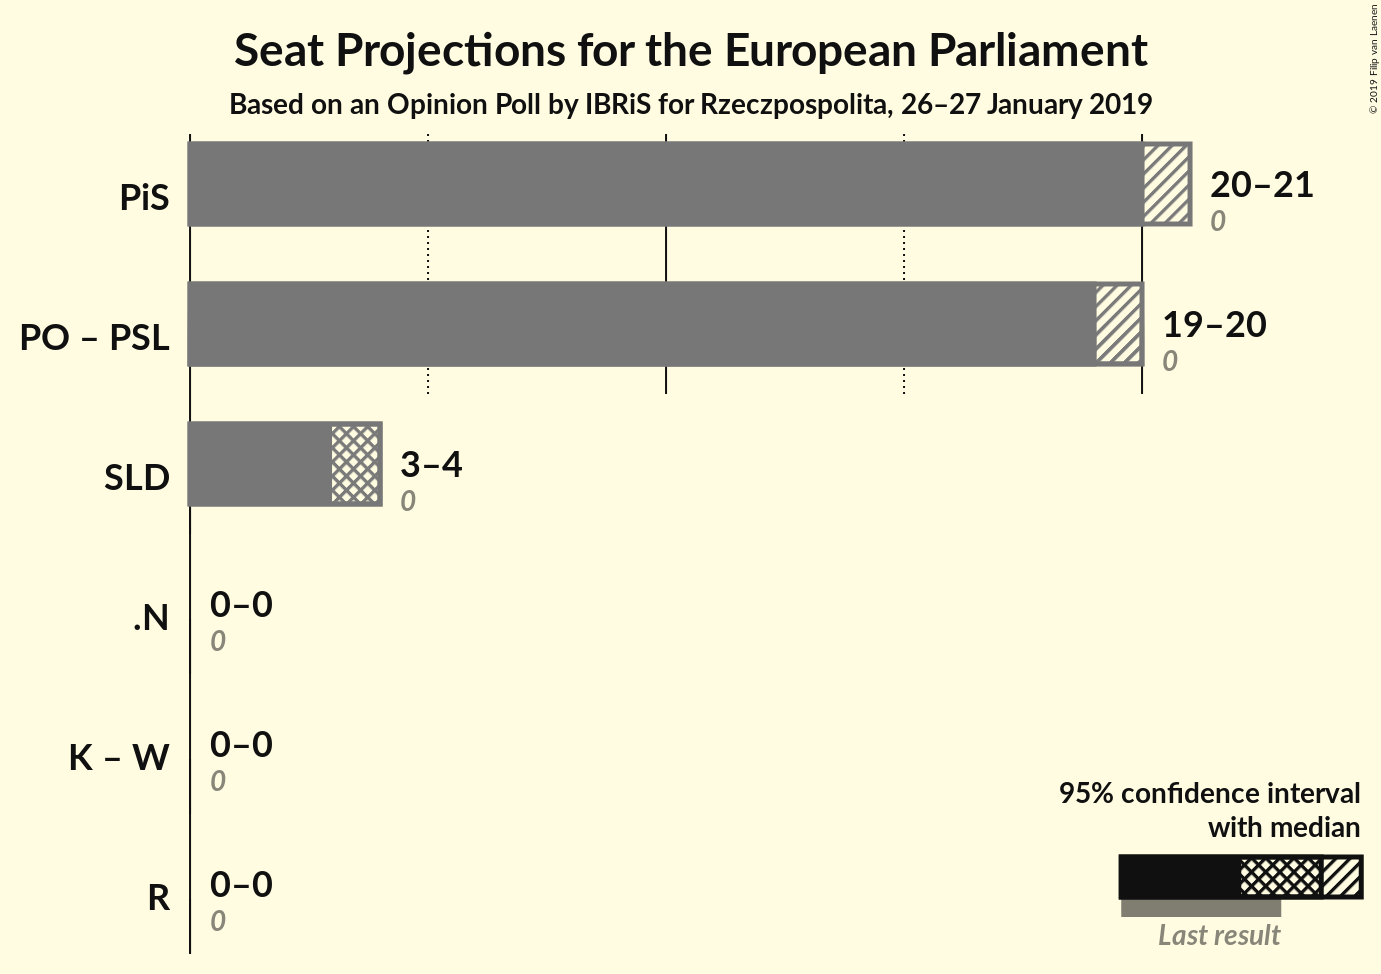 Seat Projections for the European Parliament
Based on an Opinion Poll by IBRiS for Rzeczpospolita, 26–27 January 2019
© 2019 Filip van Laenen
PiS
20–21
0
PO – PSL
19–20
0
SLD
3–4
0
.N
0–0
0
K – W
0–0
0
R
0–0
0
95% confidence interval
with median
Last result